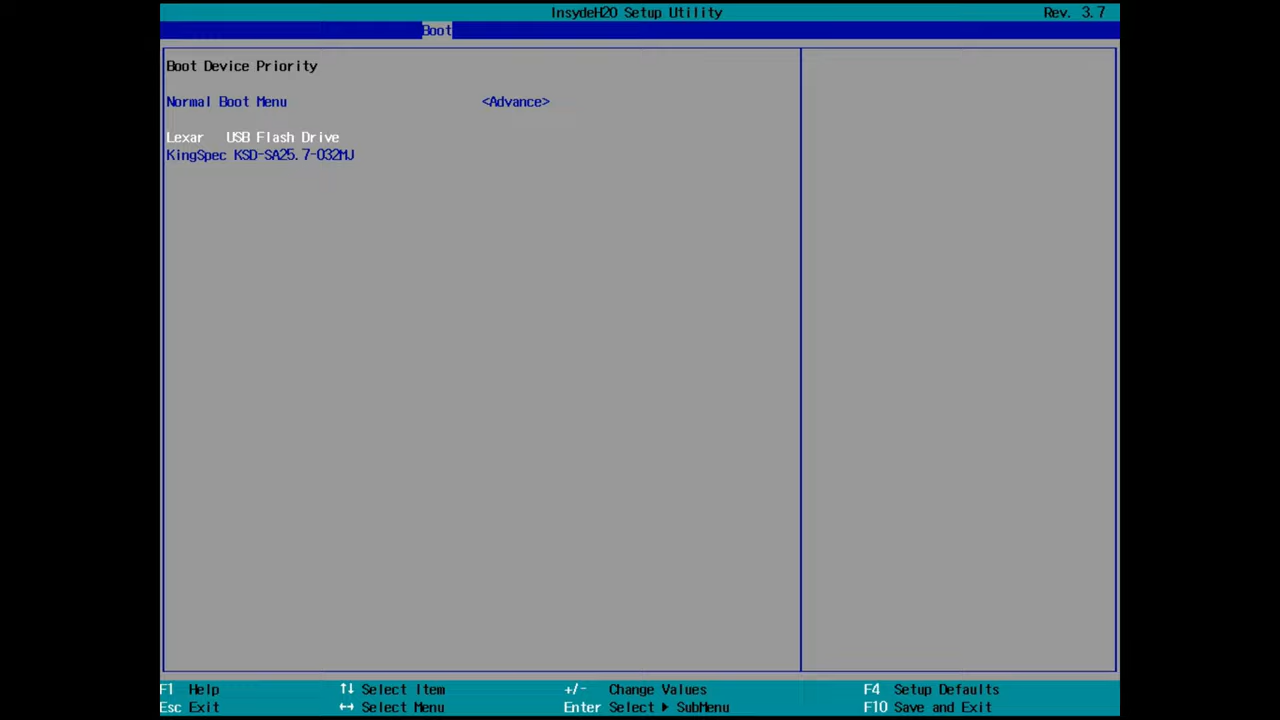 InsydeH2O Setup Utility Rev. 3.7
Boot
Boot Device Priority
Normal Boot Menu <Advance>
Lexar USB Flash Drive
KingSpec KSD-SA25.7-032MJ
F1 Help ↑↓ Select Item +/- Change Values F4 Setup Defaults
Esc Exit ↔ Select Menu Enter Select ▶ SubMenu F10 Save and Exit